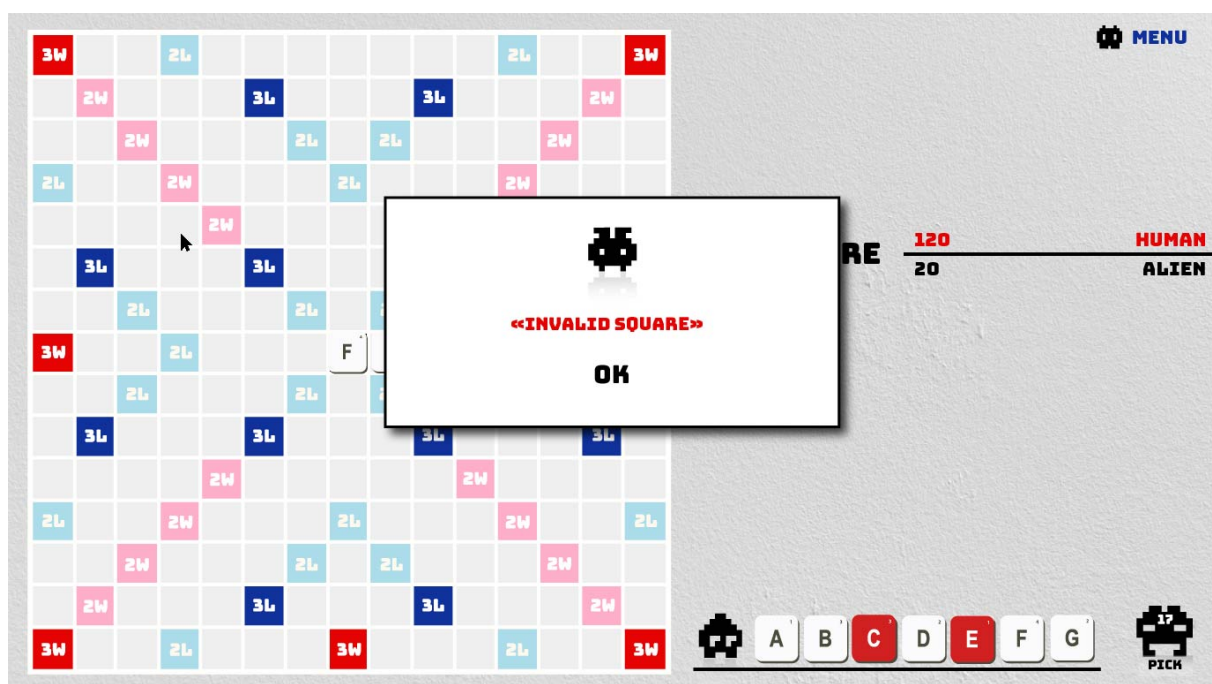 3W 2L 2L 3W
MENU
2W 3L 3L 2W
2W 2L 2L 2W
2L 2W 2L 2W
2W
RE 120 HUMAN
20 ALIEN
3L 3L
2L 2L
«INVALID SQUARE»
3W 2L F
OK
2L 2L
3L 3L 3L 3L
2W 2W
2L 2W 2L 2W 2L
2W 2L 2L 2W
2W 3L 3L 2W
3W 2L 3W 2L 3W
A B C D E F G
17
PICK